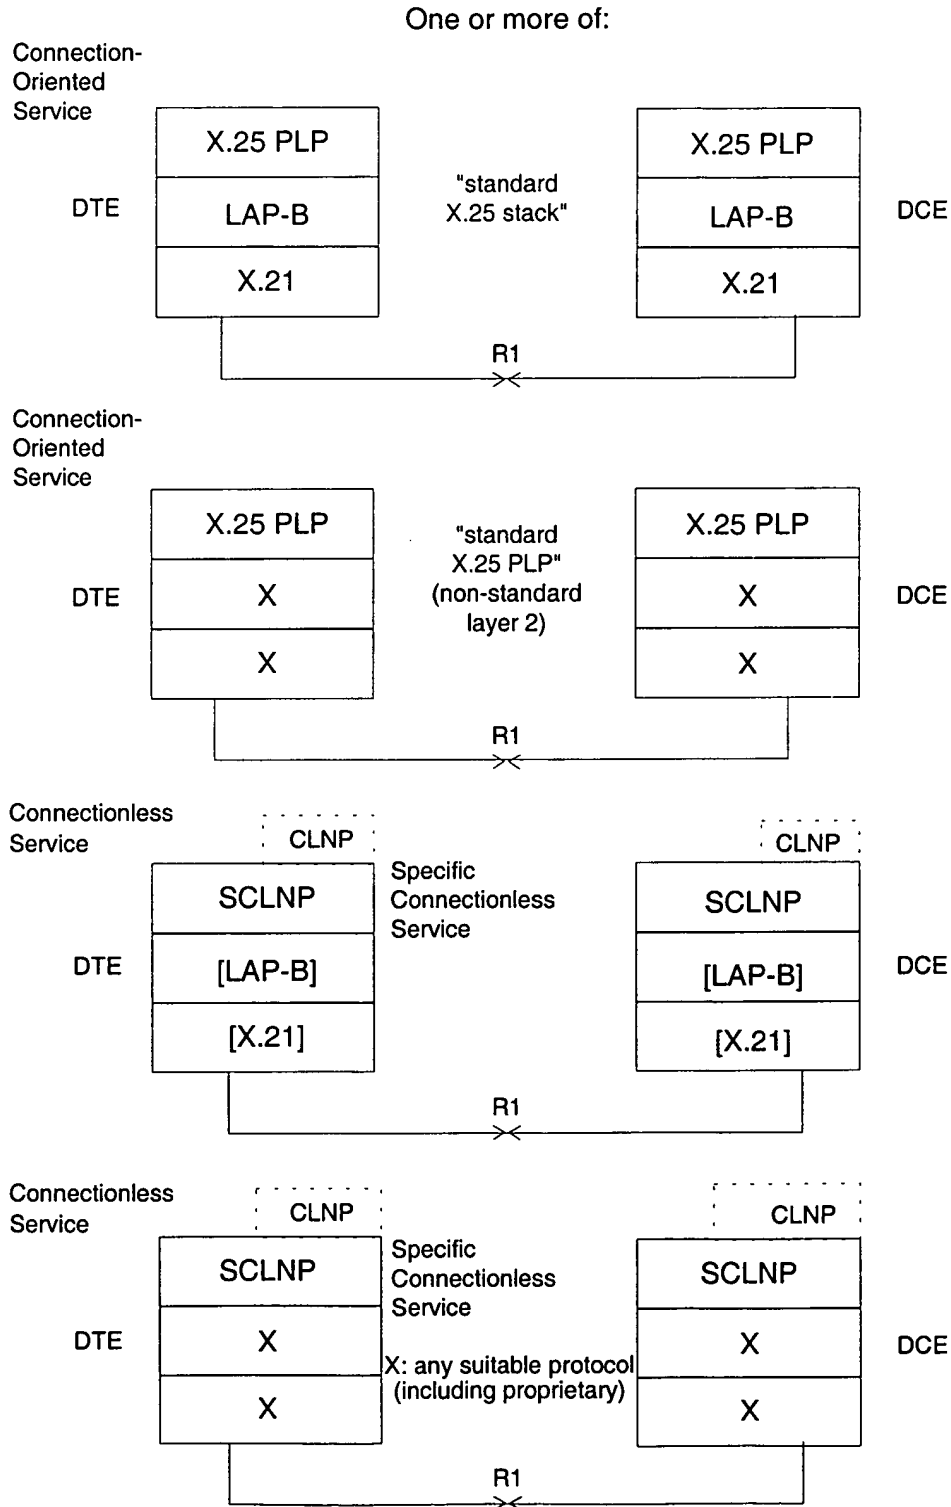 One or more of:
Connection-
Oriented
Service
X.25 PLP
X.25 PLP
"standard
X.25 stack"
DTE
LAP-B
LAP-B
DCE
X.21
X.21
R1
Connection-
Oriented
Service
X.25 PLP
X.25 PLP
"standard
X.25 PLP"
(non-standard
layer 2)
DTE
X
X
DCE
X
X
R1
Connectionless
Service
CLNP
CLNP
SCLNP
Specific
Connectionless
Service
SCLNP
DTE
[LAP-B]
[LAP-B]
DCE
[X.21]
[X.21]
R1
Connectionless
Service
CLNP
CLNP
SCLNP
Specific
Connectionless
Service
SCLNP
DTE
X
X
DCE
X: any suitable protocol
(including proprietary)
X
X
R1